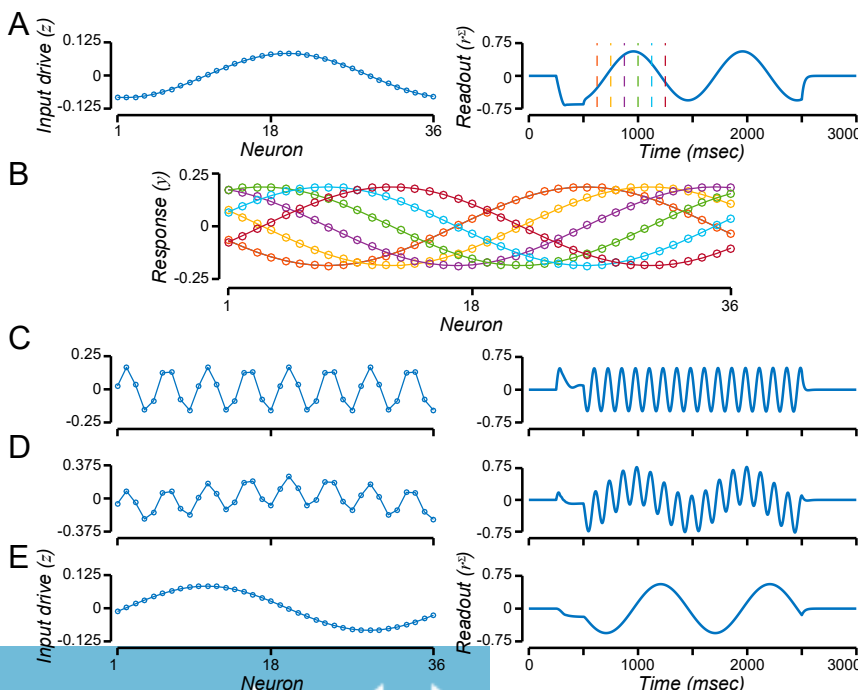 A
Input drive (z)
0.125
0
-0.125
1
18
36
Neuron
Readout (r^Σ)
0.75
0
-0.75
0
1000
2000
3000
Time (msec)
B
Response (y)
0.25
0
-0.25
1
18
36
Neuron
C
0.25
0
-0.25
0.75
0
-0.75
D
0.375
0
-0.375
0.75
0
-0.75
E
Input drive (z)
0.125
0
-0.125
1
18
36
Neuron
Readout (r^Σ)
0.75
0
-0.75
0
1000
2000
3000
Time (msec)